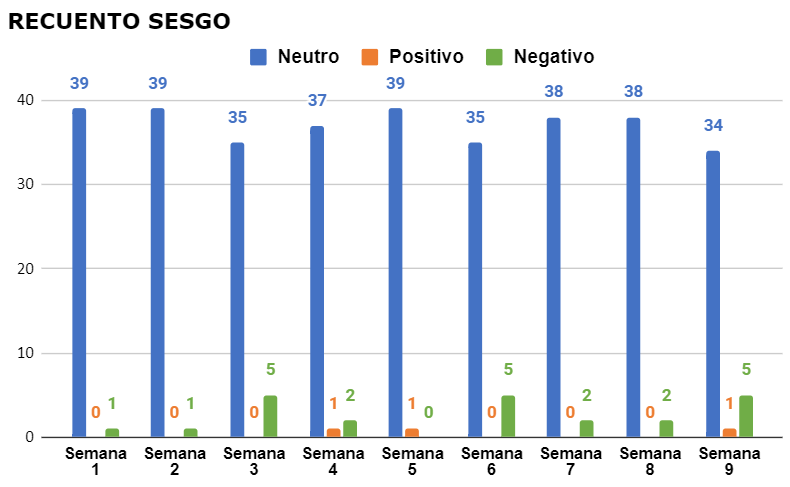 RECUENTO SESGO
Neutro Positivo Negativo
39 39 35 37 39 35 38 38 34
40
30
20
10
0
0 1 0 1 0 5 1 2 1 0 0 5 0 2 0 2 1 5
Semana 1
Semana 2
Semana 3
Semana 4
Semana 5
Semana 6
Semana 7
Semana 8
Semana 9